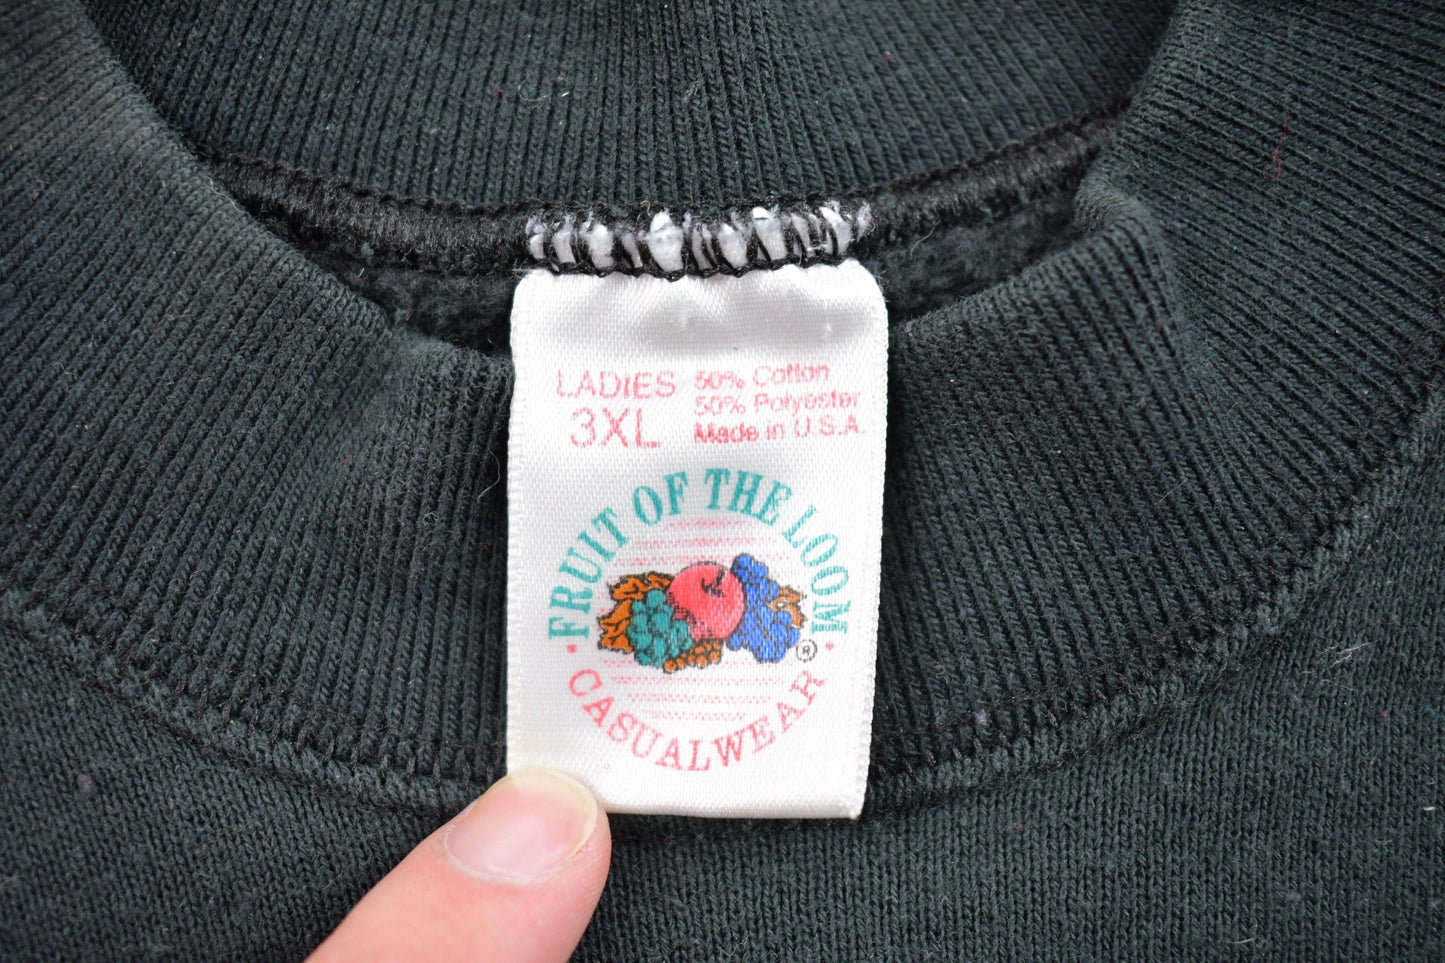 LADIES
3XL
50% Cotton
50% Polyester
Made in U.S.A.
FRUIT OF THE LOOM
®
· CASUALWEAR ·